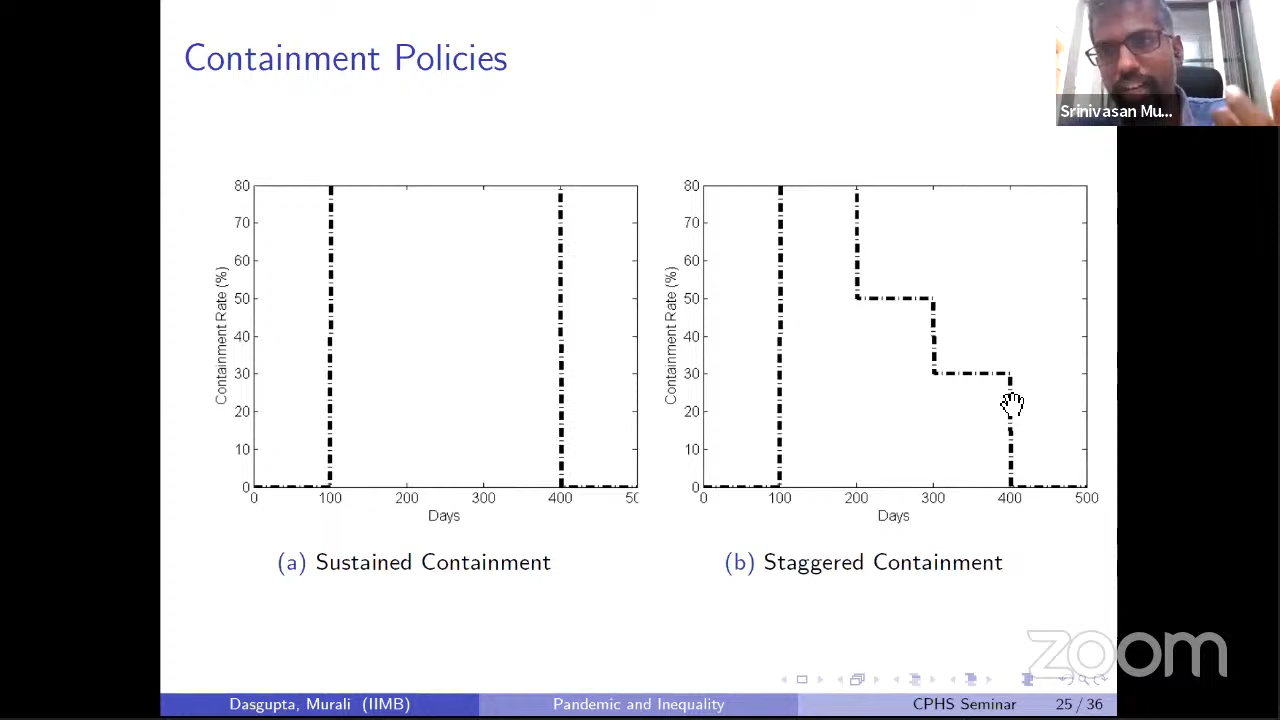 Containment Policies
Srinivasan Mu...
80
70
60
50
40
30
20
10
0
Containment Rate (%)
0 100 200 300 400 50
Days
80
70
60
50
40
30
20
10
0
Containment Rate (%)
0 100 200 300 400 500
Days
(a) Sustained Containment
(b) Staggered Containment
zoom
Dasgupta, Murali (IIMB) Pandemic and Inequality CPHS Seminar 25 / 36